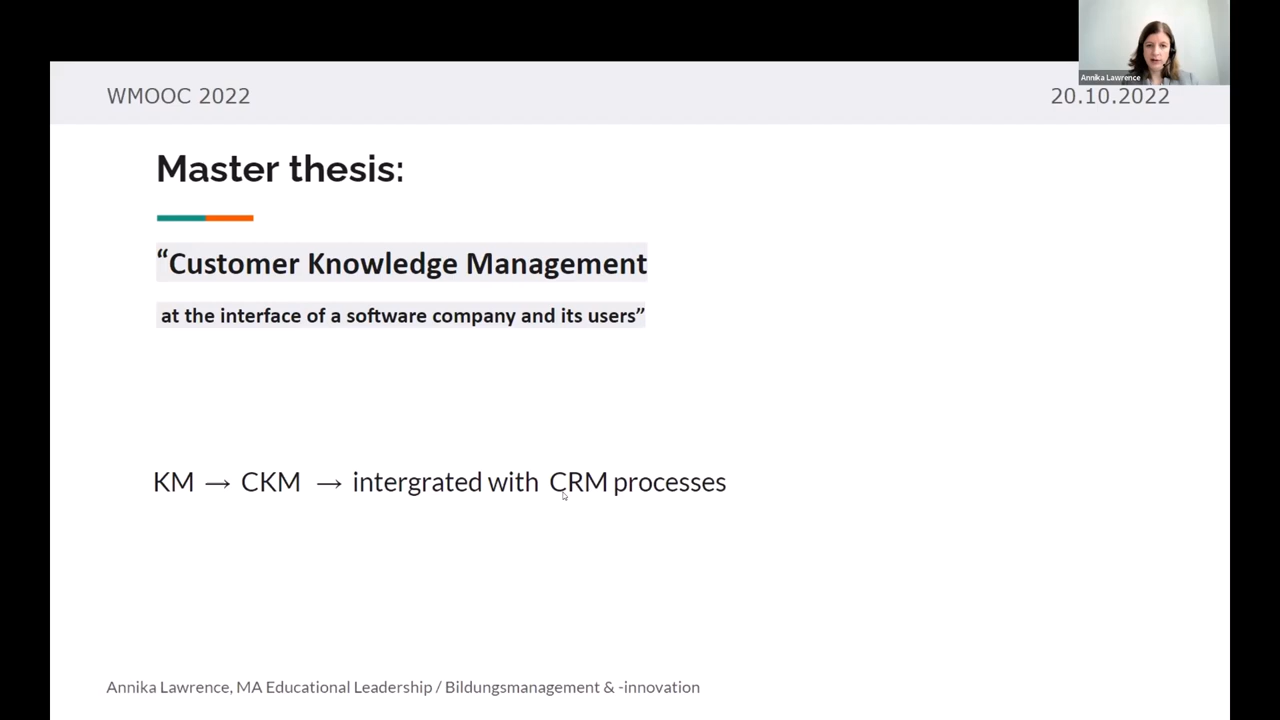 Annika Lawrence
WMOOC 2022
20.10.2022
Master thesis:
“Customer Knowledge Management
at the interface of a software company and its users”
KM → CKM → intergrated with CRM processes
Annika Lawrence, MA Educational Leadership / Bildungsmanagement & -innovation